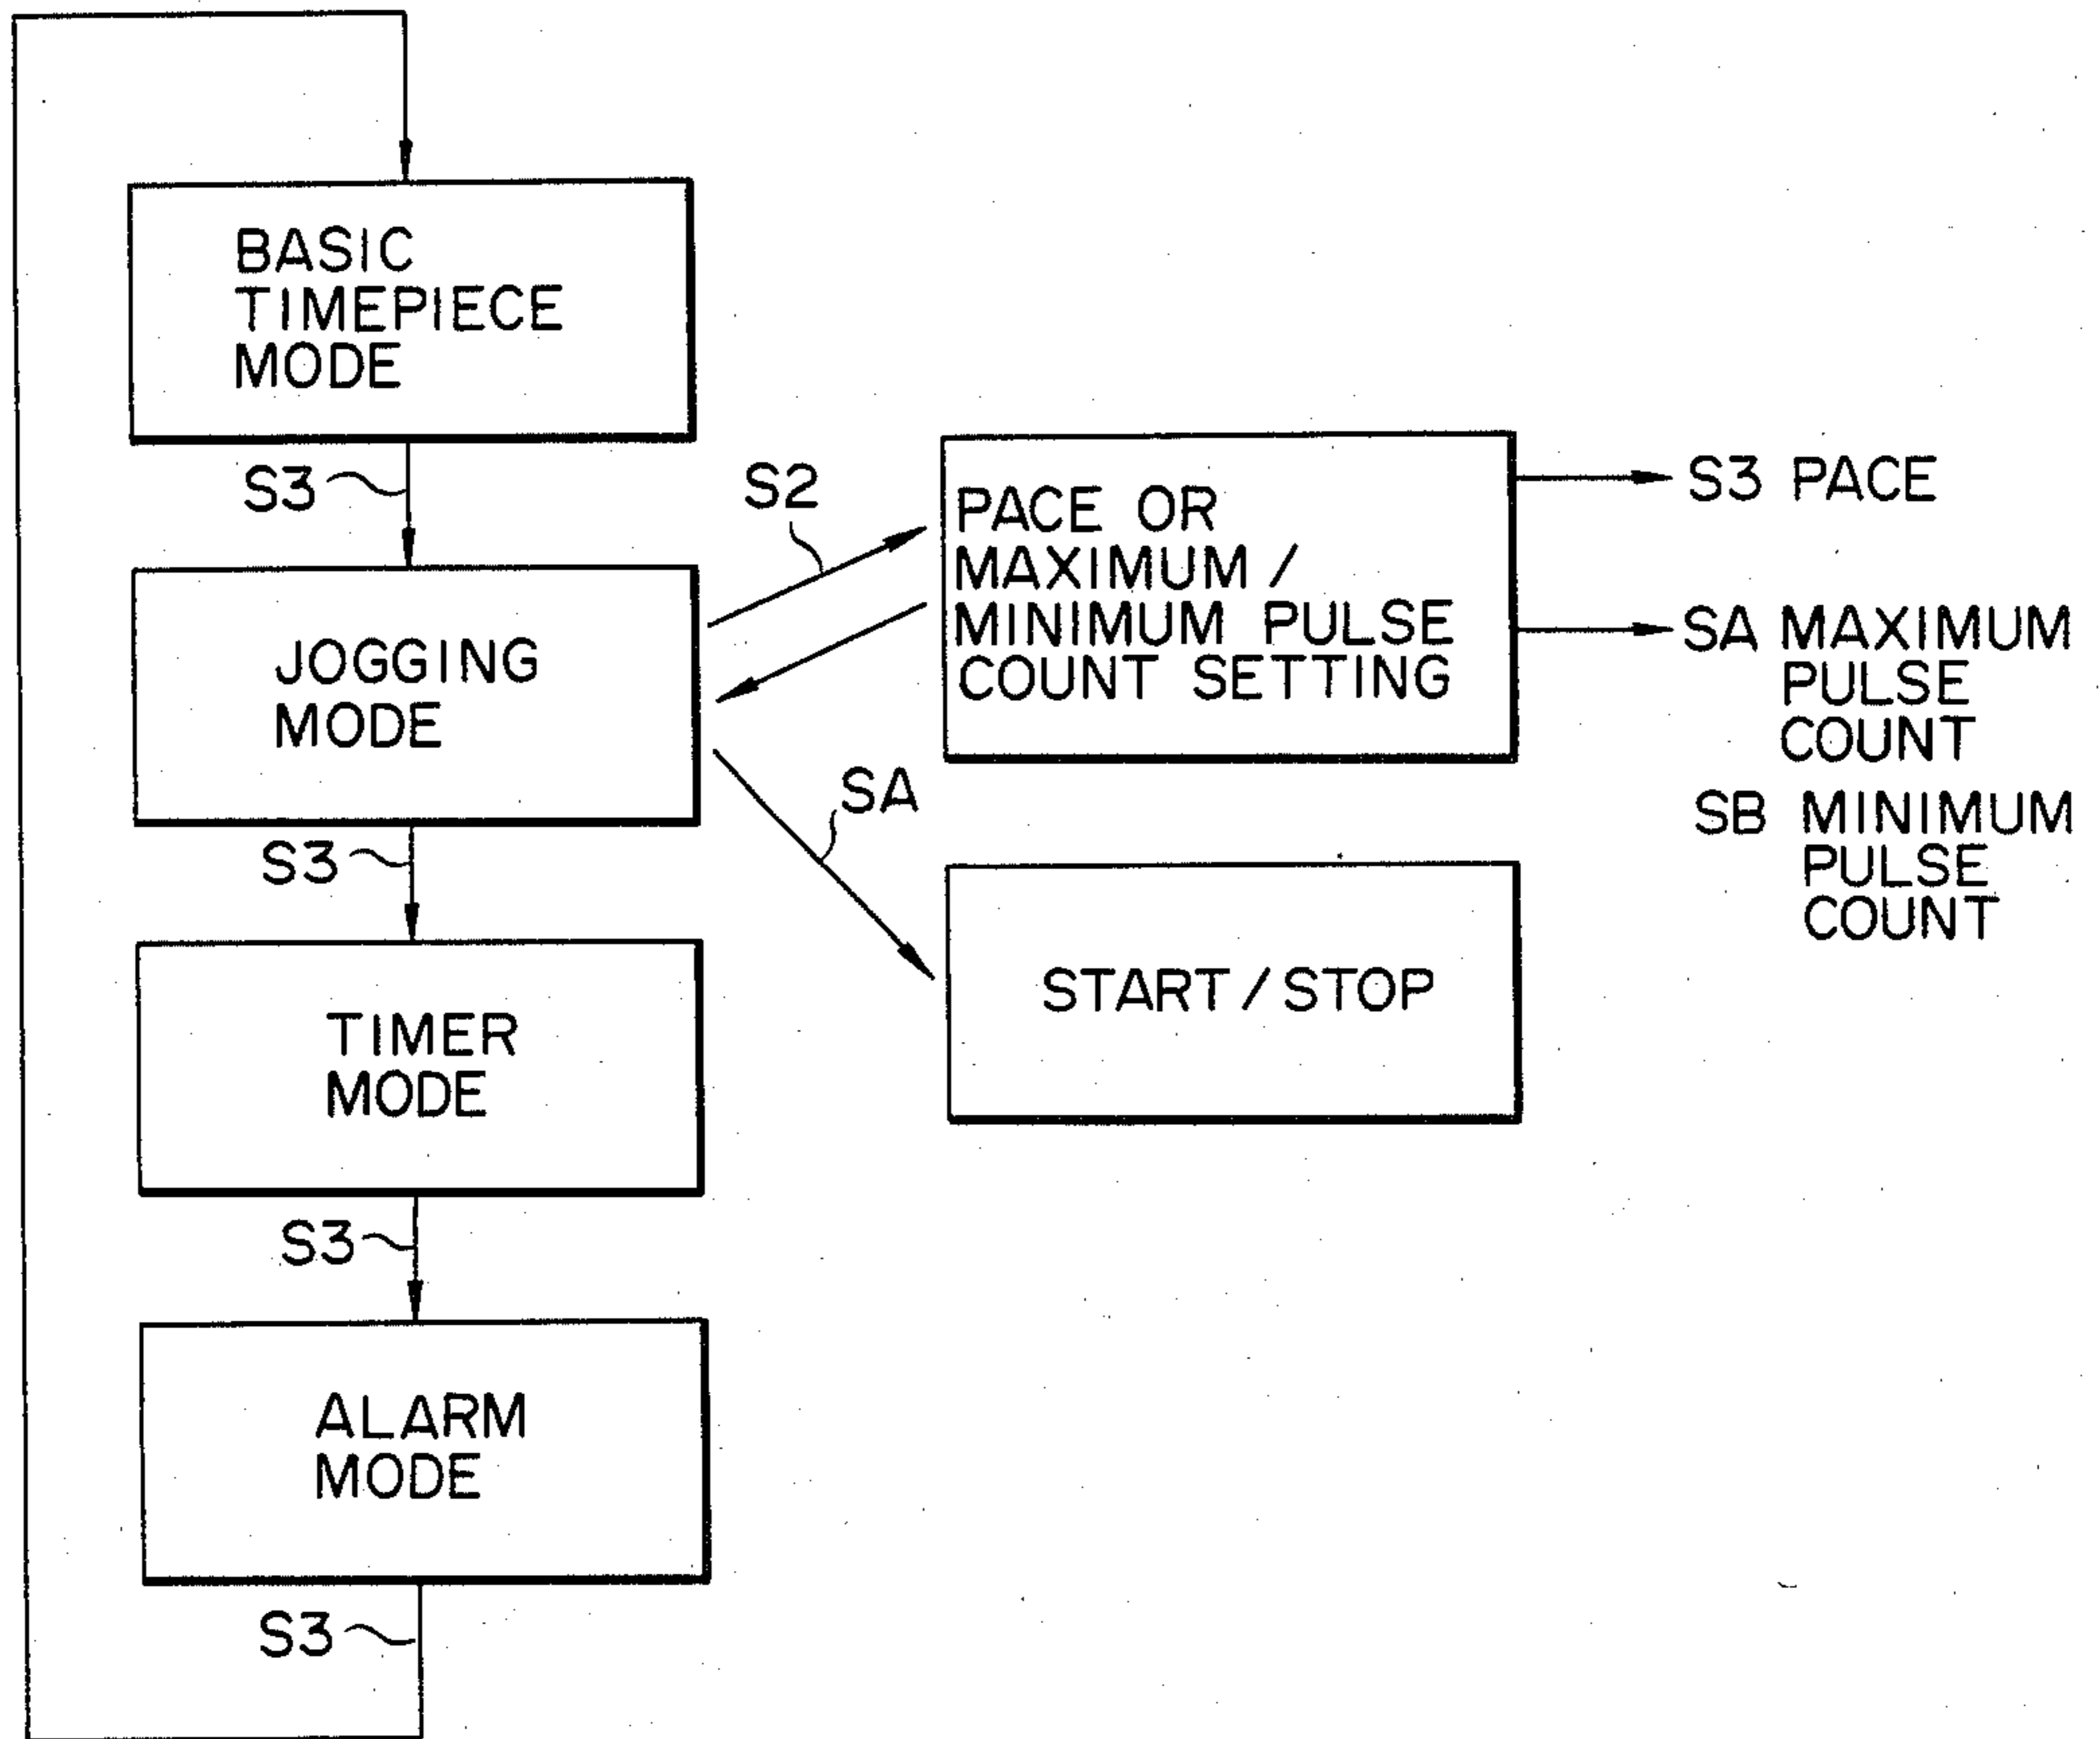 BASIC
TIMEPIECE
MODE
S3
JOGGING
MODE
S3
TIMER
MODE
S3
ALARM
MODE
S3
S2
SA
PACE OR
MAXIMUM /
MINIMUM PULSE
COUNT SETTING
START / STOP
S3 PACE
SA MAXIMUM
PULSE
COUNT
SB MINIMUM
PULSE
COUNT